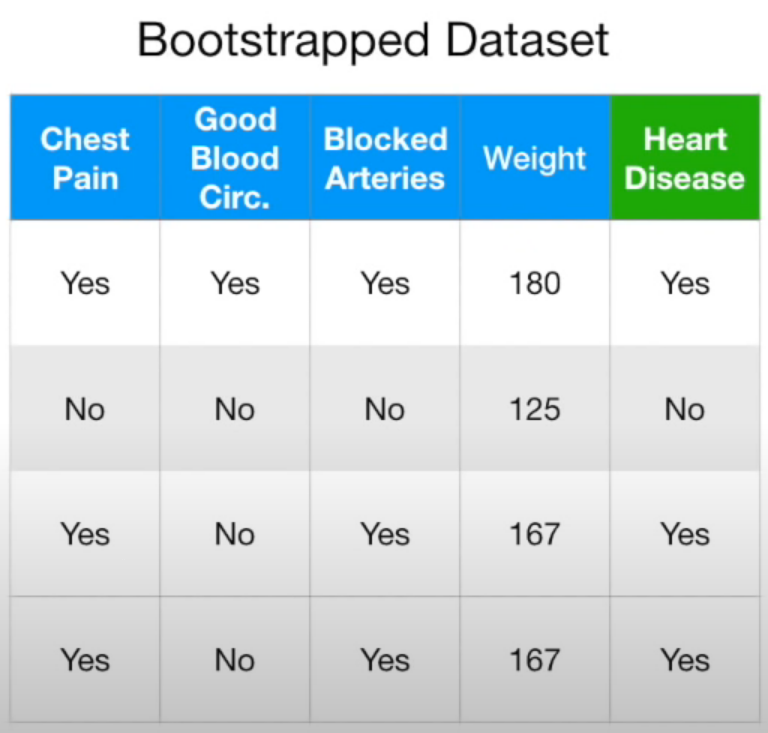 Bootstrapped Dataset
Chest Pain Good Blood Circ. Blocked Arteries Weight Heart Disease
Yes Yes Yes 180 Yes
No No No 125 No
Yes No Yes 167 Yes
Yes No Yes 167 Yes